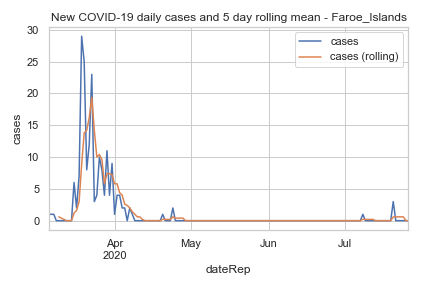 New COVID-19 daily cases and 5 day rolling mean - Faroe_Islands
cases
cases (rolling)
30
25
20
15
10
5
0
cases
Apr
2020
May
Jun
Jul
dateRep